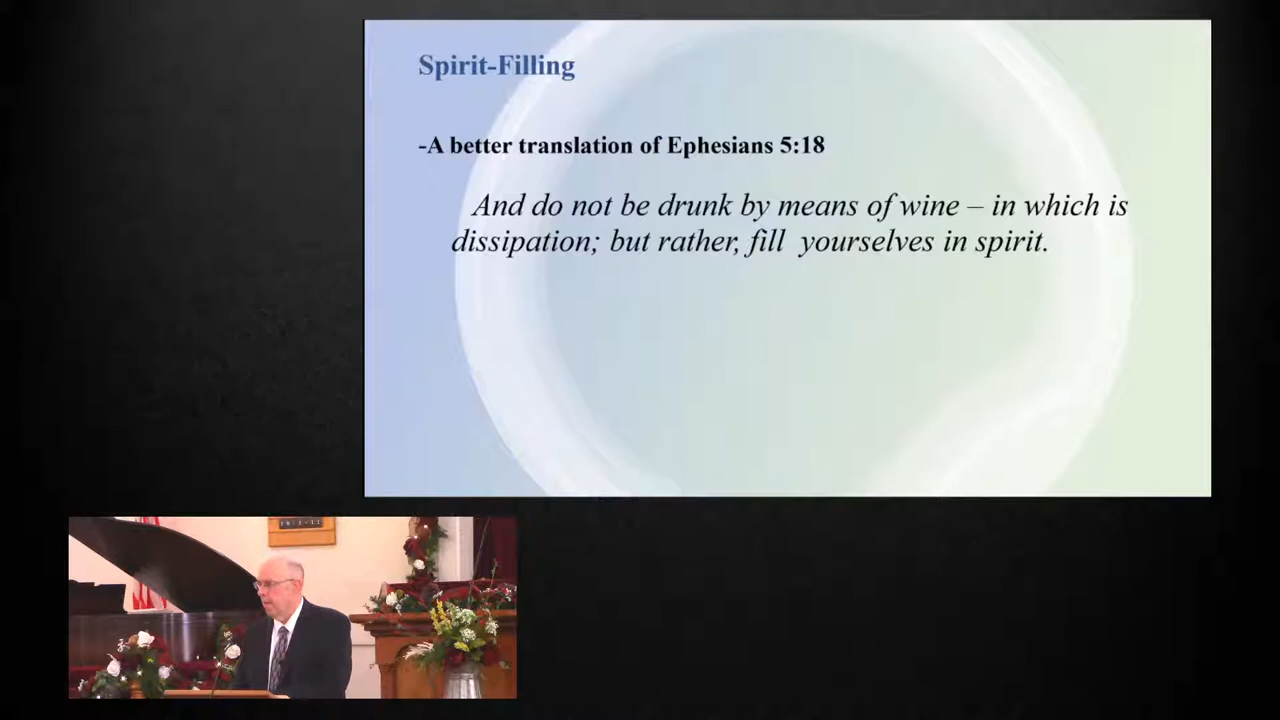 Spirit-Filling
-A better translation of Ephesians 5:18
And do not be drunk by means of wine – in which is
dissipation; but rather, fill  yourselves in spirit.